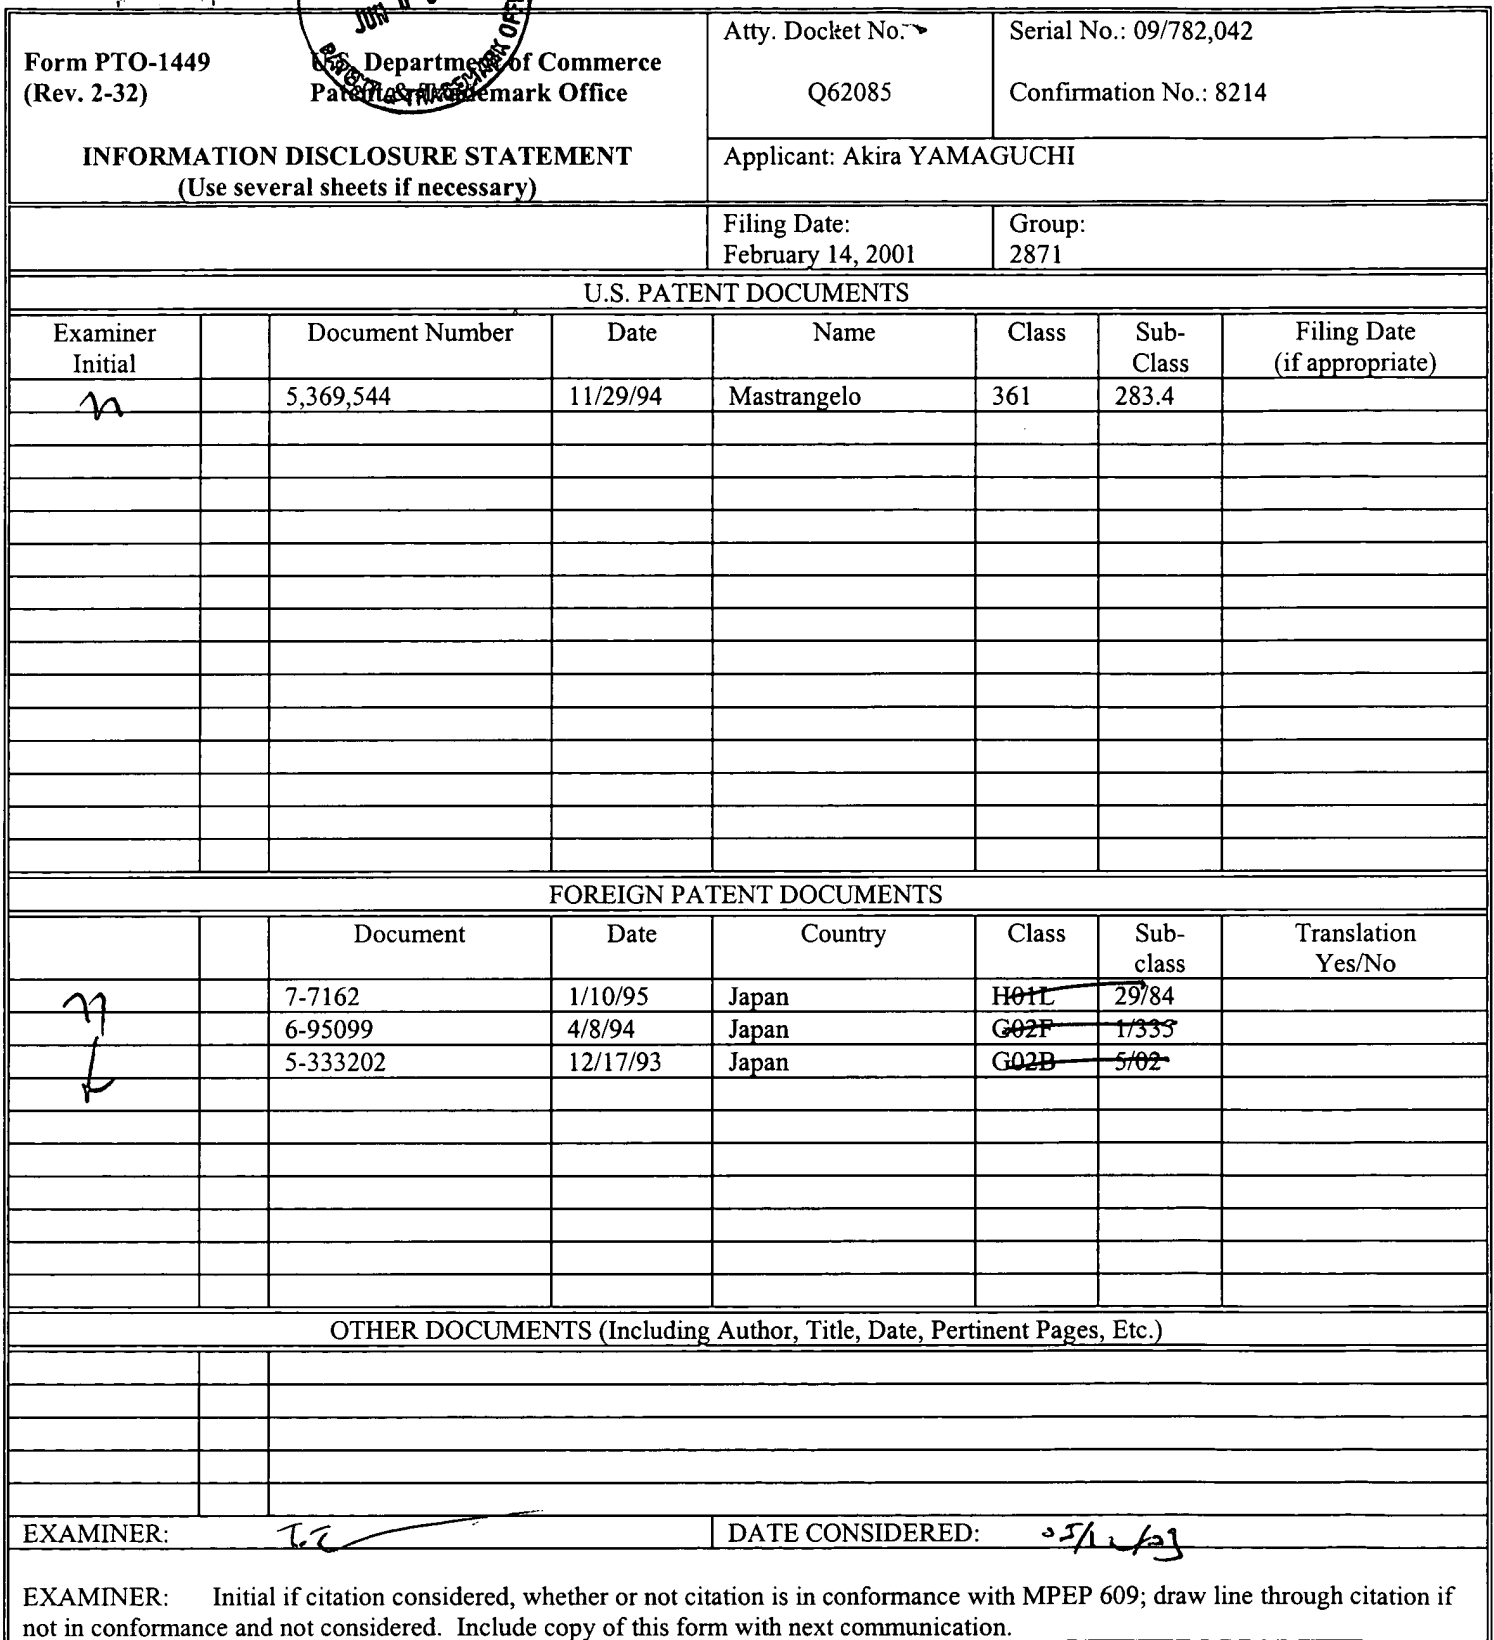 JUN
Form PTO-1449
(Rev. 2-32)
U.S. Department of Commerce
Patent & Trademark Office
Atty. Docket No.
Q62085
Serial No.: 09/782,042
Confirmation No.: 8214
INFORMATION DISCLOSURE STATEMENT
(Use several sheets if necessary)
Applicant: Akira YAMAGUCHI
Filing Date:
February 14, 2001
Group:
2871
U.S. PATENT DOCUMENTS
Examiner
Initial
Document Number
Date
Name
Class
Sub-
Class
Filing Date
(if appropriate)
5,369,544 11/29/94 Mastrangelo 361 283.4
FOREIGN PATENT DOCUMENTS
Document
Date
Country
Class
Sub-
class
Translation
Yes/No
7-7162 1/10/95 Japan H01L 29/84
6-95099 4/8/94 Japan G02F 1/335
5-333202 12/17/93 Japan G02B 5/02
OTHER DOCUMENTS (Including Author, Title, Date, Pertinent Pages, Etc.)
EXAMINER:
DATE CONSIDERED:
EXAMINER: Initial if citation considered, whether or not citation is in conformance with MPEP 609; draw line through citation if
not in conformance and not considered. Include copy of this form with next communication.